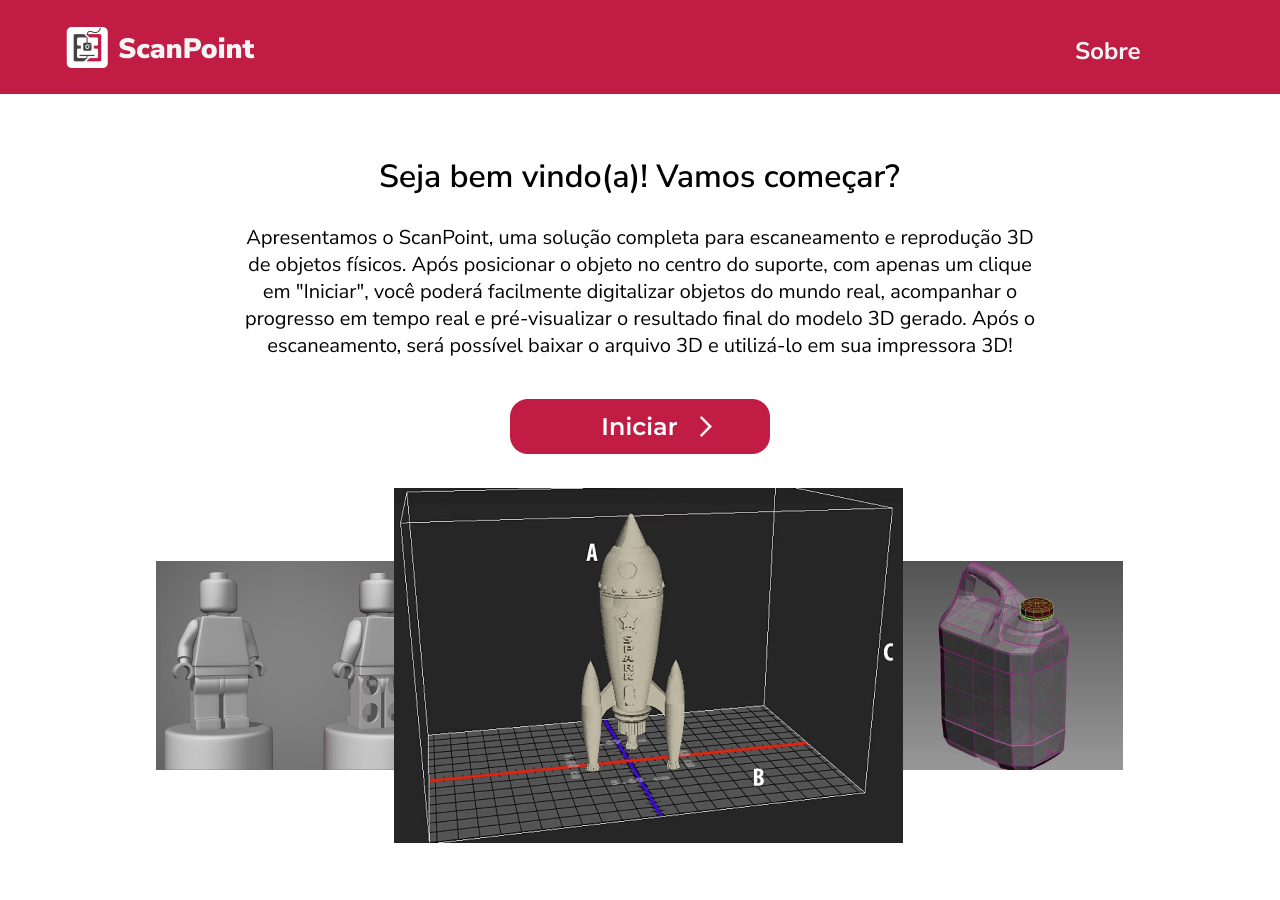 ScanPoint
Sobre
Seja bem vindo(a)! Vamos começar?
Apresentamos o ScanPoint, uma solução completa para escaneamento e reprodução 3D
de objetos físicos. Após posicionar o objeto no centro do suporte, com apenas um clique
em "Iniciar", você poderá facilmente digitalizar objetos do mundo real, acompanhar o
progresso em tempo real e pré-visualizar o resultado final do modelo 3D gerado. Após o
escaneamento, será possível baixar o arquivo 3D e utilizá-lo em sua impressora 3D!
Iniciar
A
SPARK
C
B